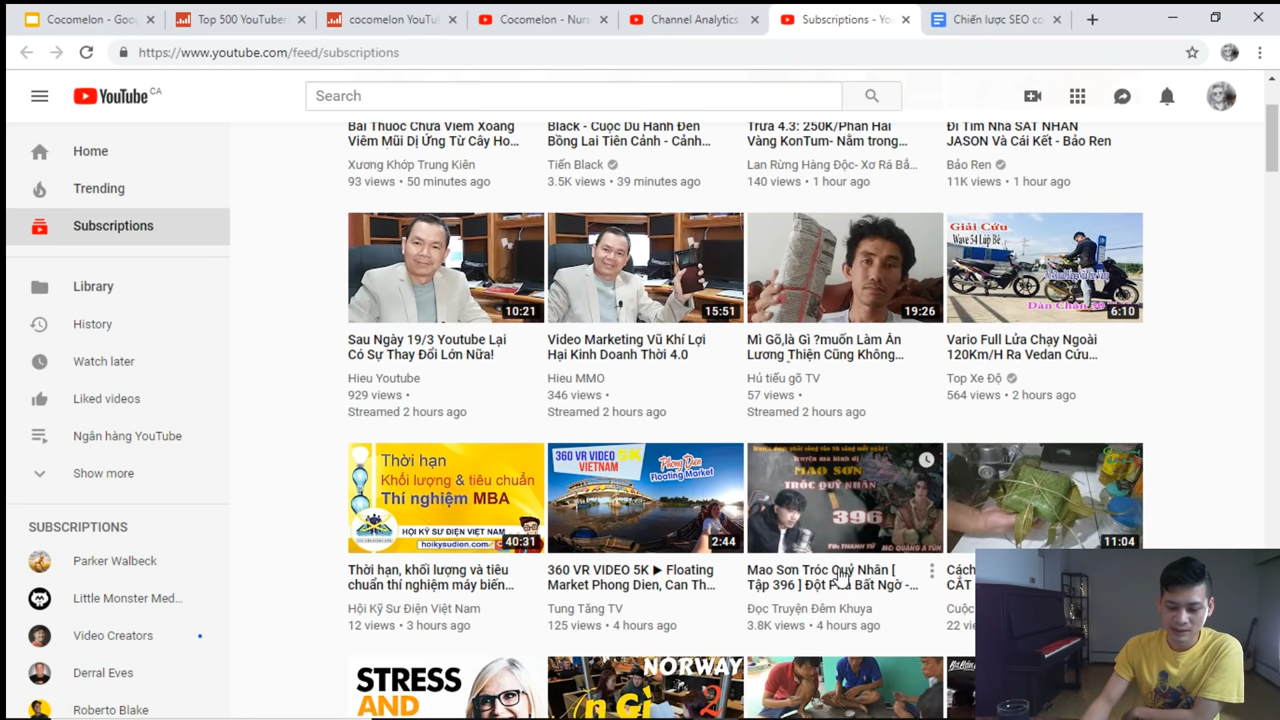 Cocomelon - Goo
Top 500 YouTuber
cocomelon YouTu
Cocomelon - Nurs
Channel Analytics
Subscriptions - Yo
Chiến lược SEO co
https://www.youtube.com/feed/subscriptions
YouTube CA
Search
Home
Trending
Subscriptions
Library
History
Watch later
Liked videos
Ngân hàng YouTube
Show more
SUBSCRIPTIONS
Parker Walbeck
Little Monster Med...
Video Creators
Derral Eves
Roberto Blake
Bài Thuốc Chữa Viêm Xoang
Viêm Mũi Dị Ứng Từ Cây Ho...
Xương Khớp Trung Kiên
93 views • 50 minutes ago
Black - Cuộc Du Hành Đến
Bồng Lai Tiên Cảnh - Cảnh...
Tiến Black
3.5K views • 39 minutes ago
Trưa 4.3: 250K/Phần Hai
Vàng KonTum- Nằm trong...
Lan Rừng Hàng Độc- Xơ Rá Bắ...
140 views • 1 hour ago
Đi Tìm Nhà SÁT NHÂN
JASON Và Cái Kết - Bảo Ren
Bảo Ren
11K views • 1 hour ago
10:21
Sau Ngày 19/3 Youtube Lại
Có Sự Thay Đổi Lớn Nữa!
Hieu Youtube
929 views •
Streamed 2 hours ago
15:51
Video Marketing Vũ Khí Lợi
Hại Kinh Doanh Thời 4.0
Hieu MMO
346 views •
Streamed 2 hours ago
19:26
Mì Gõ,là Gì ?muốn Làm Ăn
Lương Thiện Cũng Không...
Hủ tiếu gõ TV
57 views •
Streamed 2 hours ago
Giải Cứu
Wave 54 Lúp Bê
Dàn Chân 38
6:10
Vario Full Lửa Chạy Ngoài
120Km/H Ra Vedan Cứu...
Top Xe Độ
564 views • 2 hours ago
Thời hạn
Khối lượng & tiêu chuẩn
Thí nghiệm MBA
HỘI KỸ SƯ ĐIỆN VIỆT NAM
hoikysudien.com
40:31
Thời hạn, khối lượng và tiêu
chuẩn thí nghiệm máy biến...
Hội Kỹ Sư Điện Việt Nam
12 views • 3 hours ago
360 VR VIDEO 5K
VIETNAM
Phong Dien
Floating Market
2:44
360 VR VIDEO 5K ▶ Floating
Market Phong Dien, Can Th...
Tung Tăng TV
125 views • 4 hours ago
MAO SƠN
TRÓC QUỶ NHÂN
396
Mao Sơn Tróc Quỷ Nhân [
Tập 396 ] Đột Phá Bất Ngờ -...
Đọc Truyện Đêm Khuya
3.8K views • 4 hours ago
11:04
Cách
CẮT
Cuộc
22 view
STRESS
AND
NORWAY
2